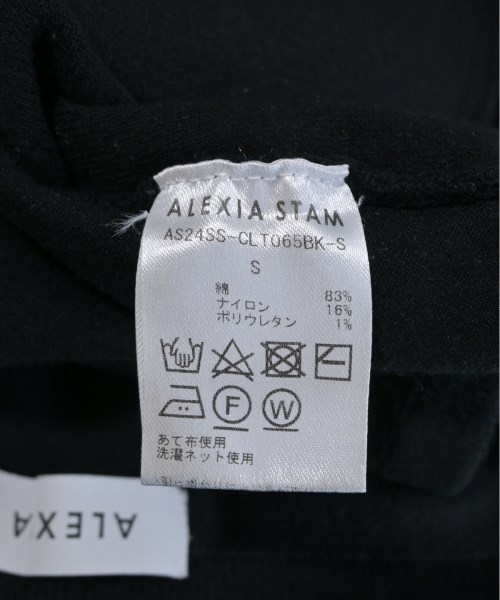 ALEXIA STAM
AS24SS-CLT065BK-S
S
綿 83%
ナイロン 16%
ポリウレタン 1%
F W
あて布使用
洗濯ネット使用
ALEXA